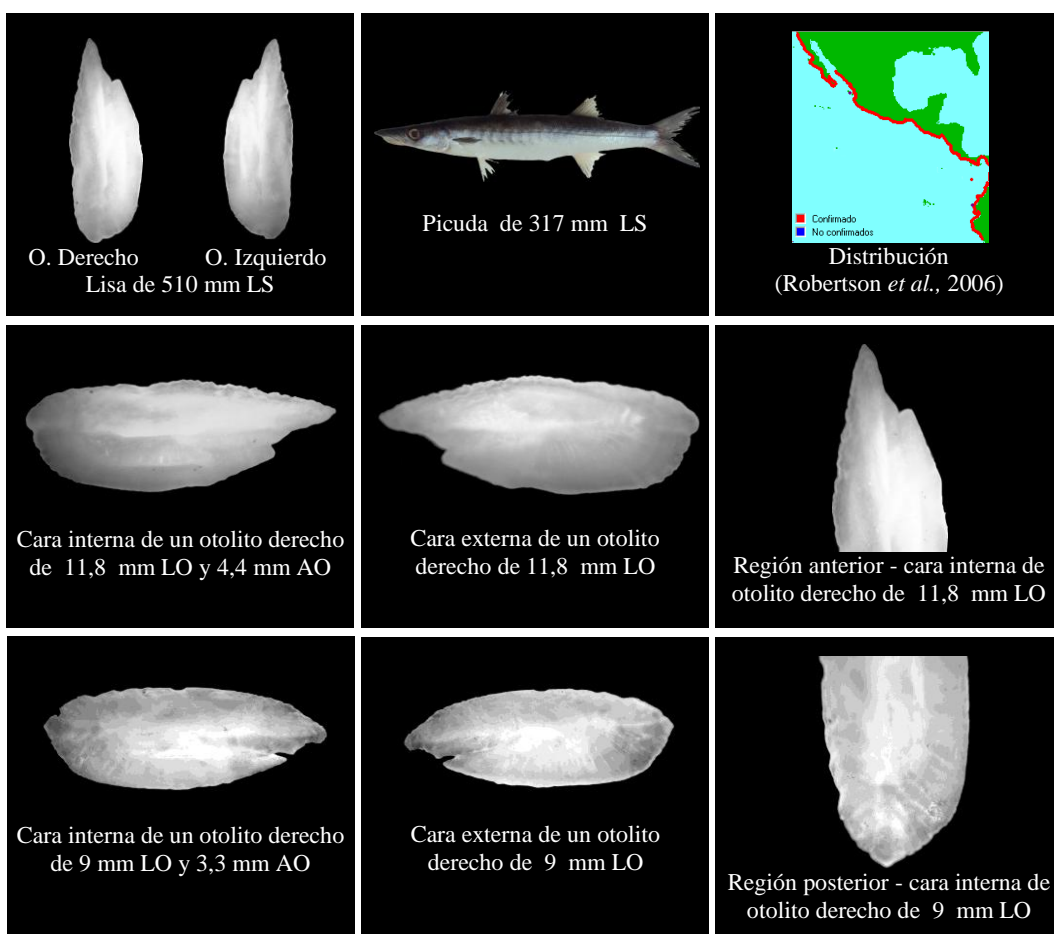 O. Derecho O. Izquierdo
Lisa de 510 mm LS
Picuda de 317 mm LS
Confirmado
No confirmados
Distribución
(Robertson et al., 2006)
Cara interna de un otolito derecho
de 11,8 mm LO y 4,4 mm AO
Cara externa de un otolito
derecho de 11,8 mm LO
Región anterior - cara interna de
otolito derecho de 11,8 mm LO
Cara interna de un otolito derecho
de 9 mm LO y 3,3 mm AO
Cara externa de un otolito
derecho de 9 mm LO
Región posterior - cara interna de
otolito derecho de 9 mm LO